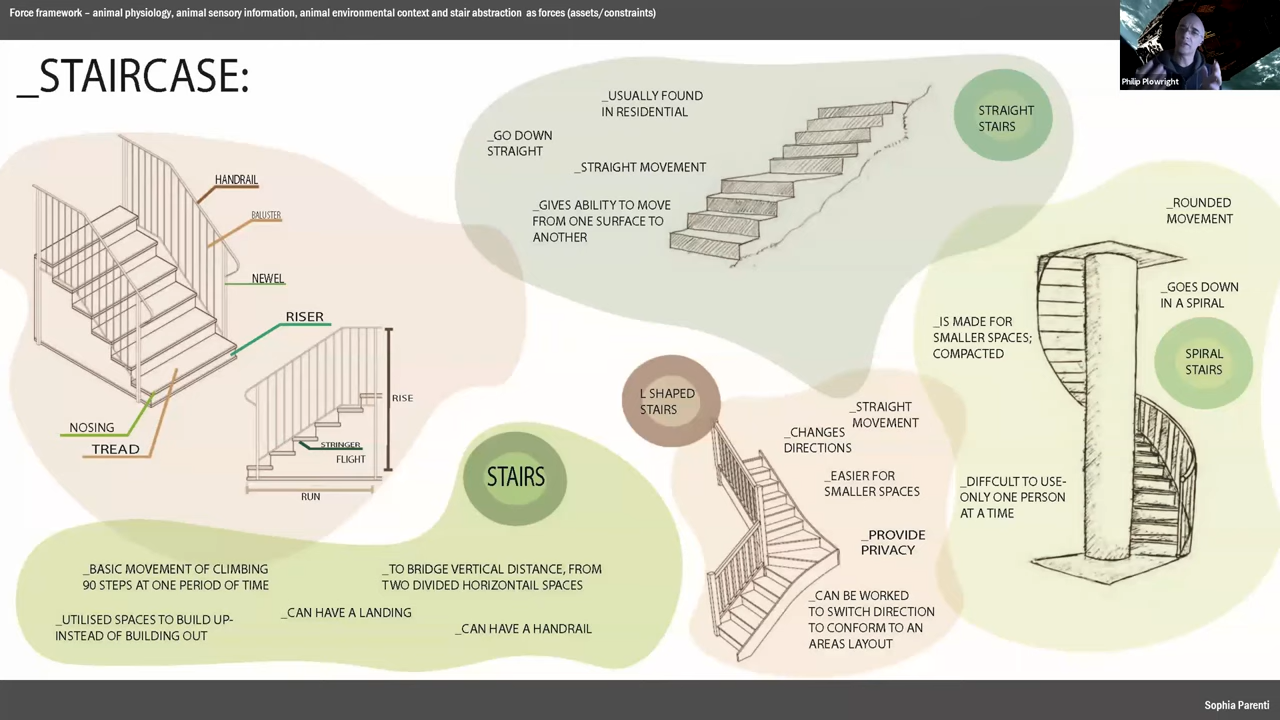 Force framework – animal physiology, animal sensory information, animal environmental context and stair abstraction as forces (assets/constraints)
Philip Plowright
_STAIRCASE:
HANDRAIL
BALUSTER
NEWEL
RISER
NOSING
TREAD
RISE
STRINGER
FLIGHT
RUN
_USUALLY FOUND
IN RESIDENTIAL
_GO DOWN
STRAIGHT
_STRAIGHT MOVEMENT
_GIVES ABILITY TO MOVE
FROM ONE SURFACE TO
ANOTHER
STRAIGHT
STAIRS
_ROUNDED
MOVEMENT
_GOES DOWN
IN A SPIRAL
_IS MADE FOR
SMALLER SPACES;
COMPACTED
SPIRAL
STAIRS
_DIFFCULT TO USE-
ONLY ONE PERSON
AT A TIME
L SHAPED
STAIRS
_STRAIGHT
MOVEMENT
_CHANGES
DIRECTIONS
_EASIER FOR
SMALLER SPACES
_PROVIDE
PRIVACY
_CAN BE WORKED
TO SWITCH DIRECTION
TO CONFORM TO AN
AREAS LAYOUT
STAIRS
_BASIC MOVEMENT OF CLIMBING
90 STEPS AT ONE PERIOD OF TIME
_TO BRIDGE VERTICAL DISTANCE, FROM
TWO DIVIDED HORIZONTAIL SPACES
_UTILISED SPACES TO BUILD UP-
INSTEAD OF BUILDING OUT
_CAN HAVE A LANDING
_CAN HAVE A HANDRAIL
Sophia Parenti